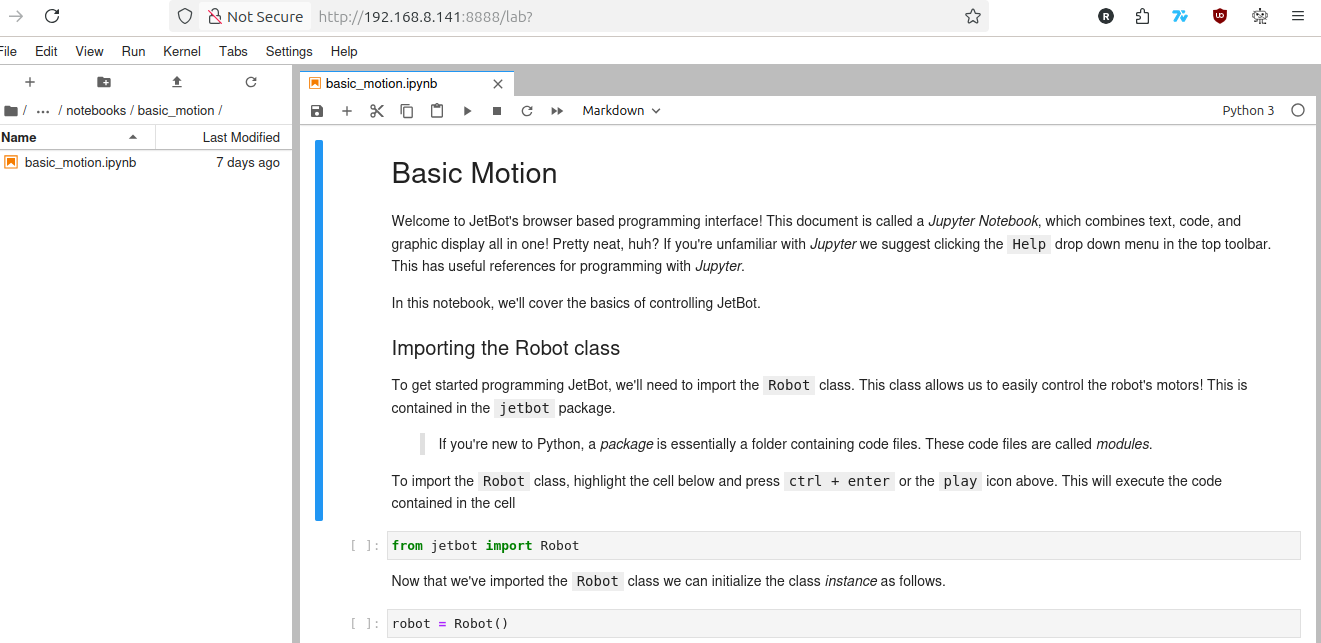 Not Secure http://192.168.8.141:8888/lab?
File Edit View Run Kernel Tabs Settings Help
basic_motion.ipynb
/ ... / notebooks / basic_motion /
Markdown
Python 3
Name Last Modified
basic_motion.ipynb 7 days ago
Basic Motion
Welcome to JetBot's browser based programming interface! This document is called a Jupyter Notebook, which combines text, code, and
graphic display all in one! Pretty neat, huh? If you're unfamiliar with Jupyter we suggest clicking the Help drop down menu in the top toolbar.
This has useful references for programming with Jupyter.
In this notebook, we'll cover the basics of controlling JetBot.
Importing the Robot class
To get started programming JetBot, we'll need to import the Robot class. This class allows us to easily control the robot's motors! This is
contained in the jetbot package.
If you're new to Python, a package is essentially a folder containing code files. These code files are called modules.
To import the Robot class, highlight the cell below and press ctrl + enter or the play icon above. This will execute the code
contained in the cell
[ ]: from jetbot import Robot
Now that we've imported the Robot class we can initialize the class instance as follows.
[ ]: robot = Robot()